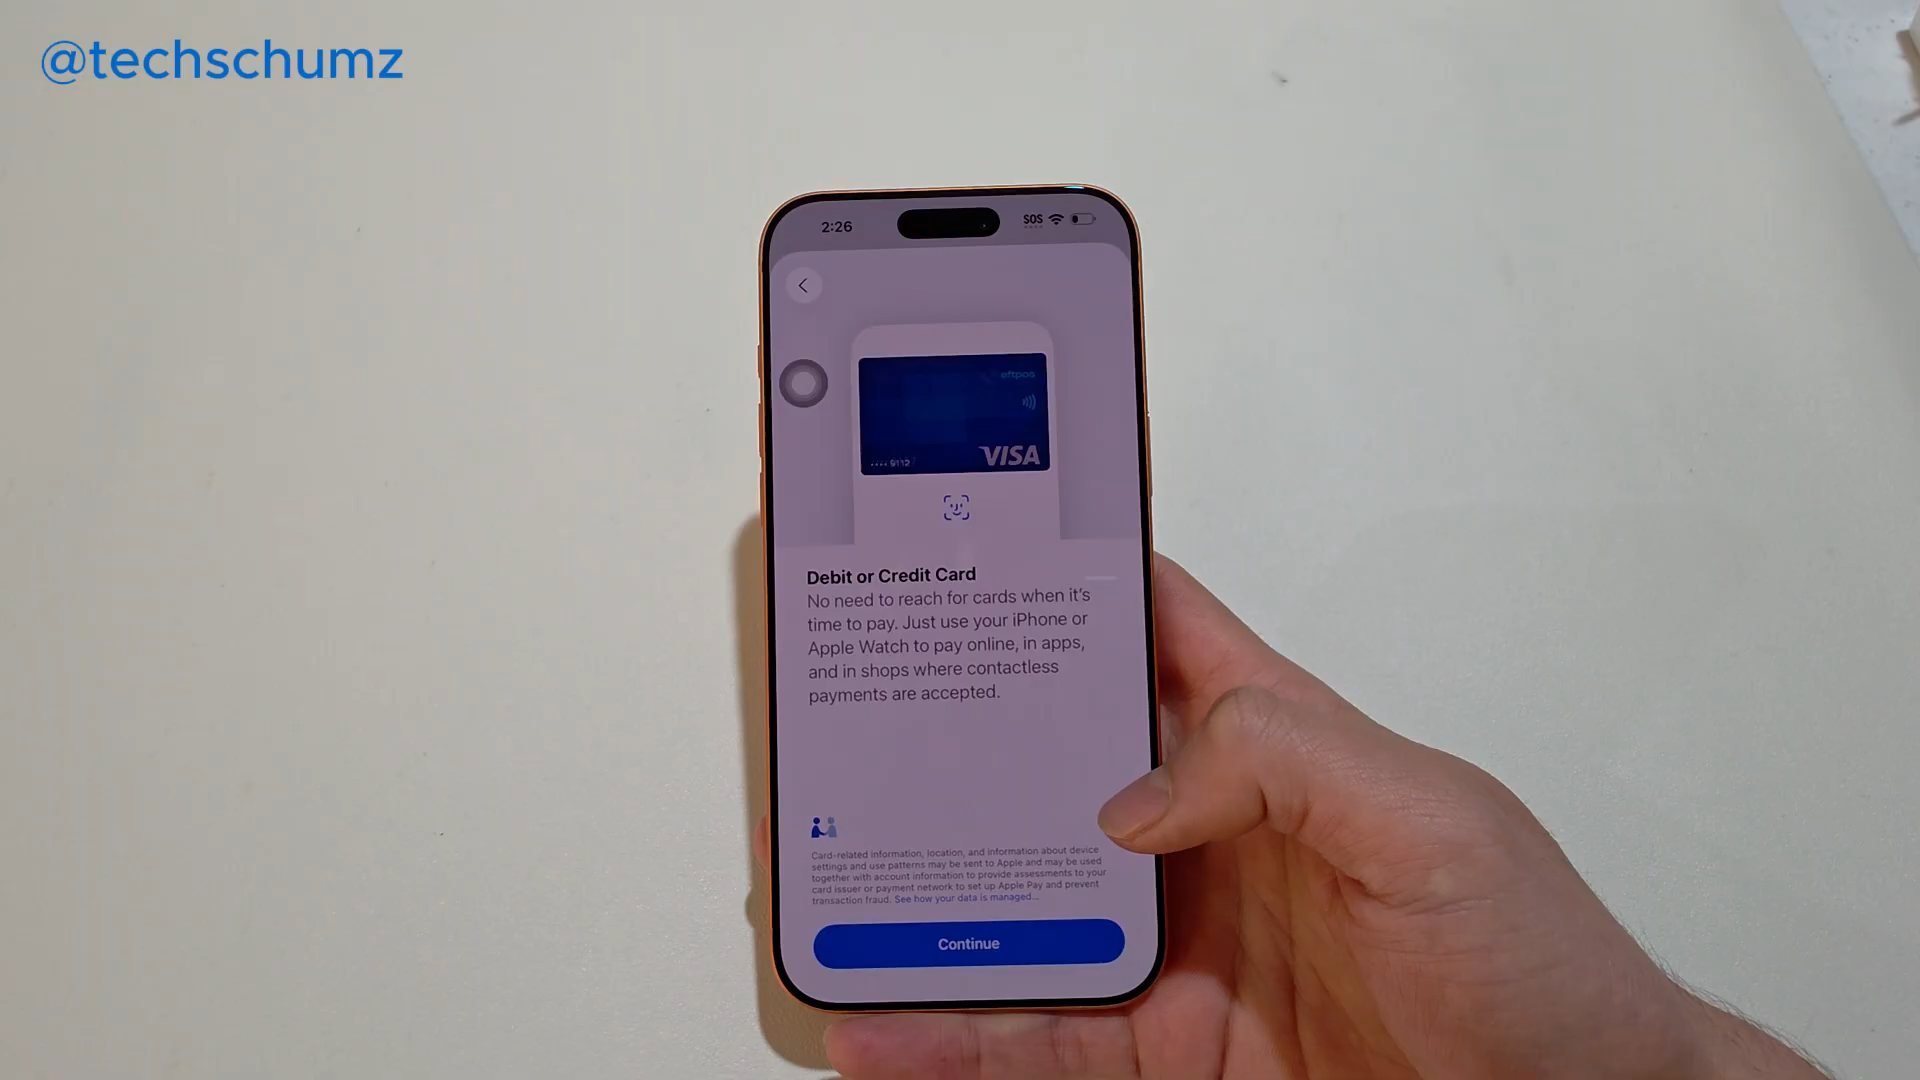 @techschumz
2:26
SOS
eftpos
•••• 9112
VISA
Debit or Credit Card
No need to reach for cards when it's
time to pay. Just use your iPhone or
Apple Watch to pay online, in apps,
and in shops where contactless
payments are accepted.
Card-related information, location, and information about device
settings and use patterns may be sent to Apple and may be used
together with account information to provide assessments to your
card issuer or payment network to set up Apple Pay and prevent
transaction fraud. See how your data is managed...
Continue